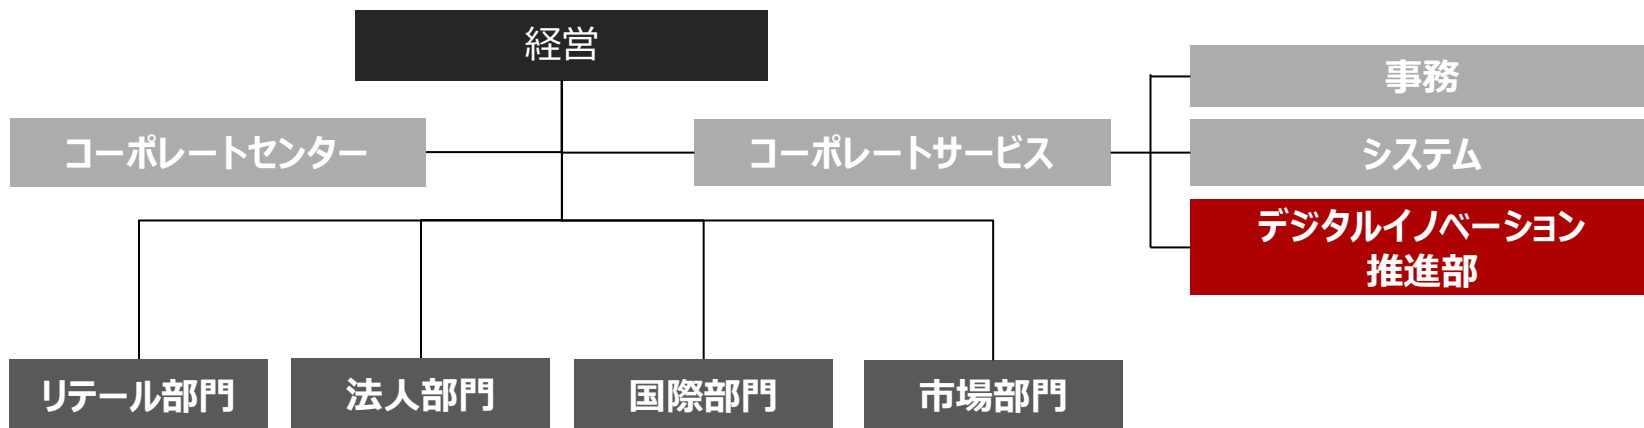 経営
コーポレートセンター
コーポレートサービス
事務
システム
デジタルイノベーション
推進部
リテール部門
法人部門
国際部門
市場部門